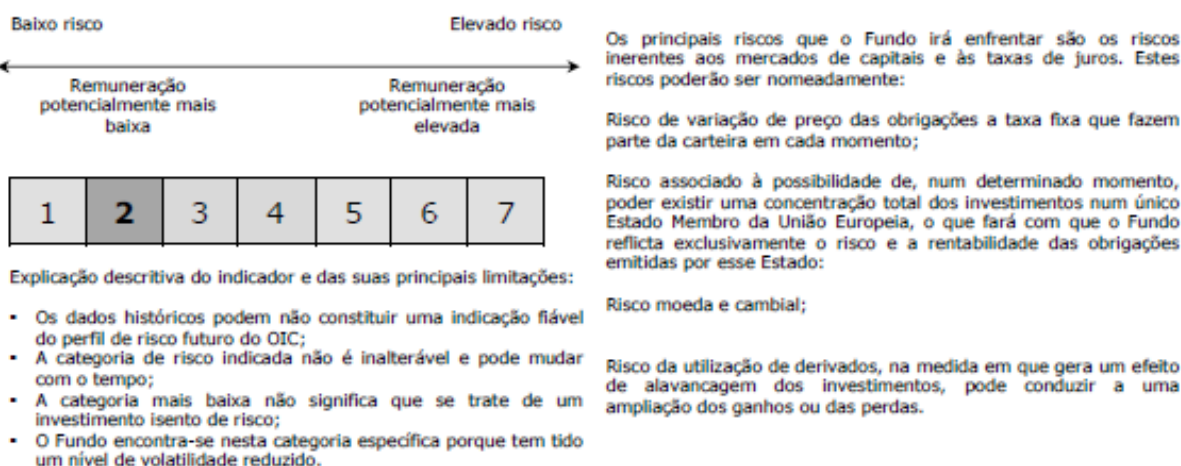 Baixo risco
Elevado risco
Remuneração
potencialmente mais
baixa
Remuneração
potencialmente mais
elevada
1 2 3 4 5 6 7
Explicação descritiva do indicador e das suas principais limitações:
▪ Os dados históricos podem não constituir uma indicação fiável
do perfil de risco futuro do OIC;
▪ A categoria de risco indicada não é inalterável e pode mudar
com o tempo;
▪ A categoria mais baixa não significa que se trate de um
investimento isento de risco;
▪ O Fundo encontra-se nesta categoria específica porque tem tido
um nível de volatilidade reduzido.
Os principais riscos que o Fundo irá enfrentar são os riscos
inerentes aos mercados de capitais e às taxas de juros. Estes
riscos poderão ser nomeadamente:
Risco de variação de preço das obrigações a taxa fixa que fazem
parte da carteira em cada momento;
Risco associado à possibilidade de, num determinado momento,
poder existir uma concentração total dos investimentos num único
Estado Membro da União Europeia, o que fará com que o Fundo
reflicta exclusivamente o risco e a rentabilidade das obrigações
emitidas por esse Estado:
Risco moeda e cambial;
Risco da utilização de derivados, na medida em que gera um efeito
de alavancagem dos investimentos, pode conduzir a uma
ampliação dos ganhos ou das perdas.